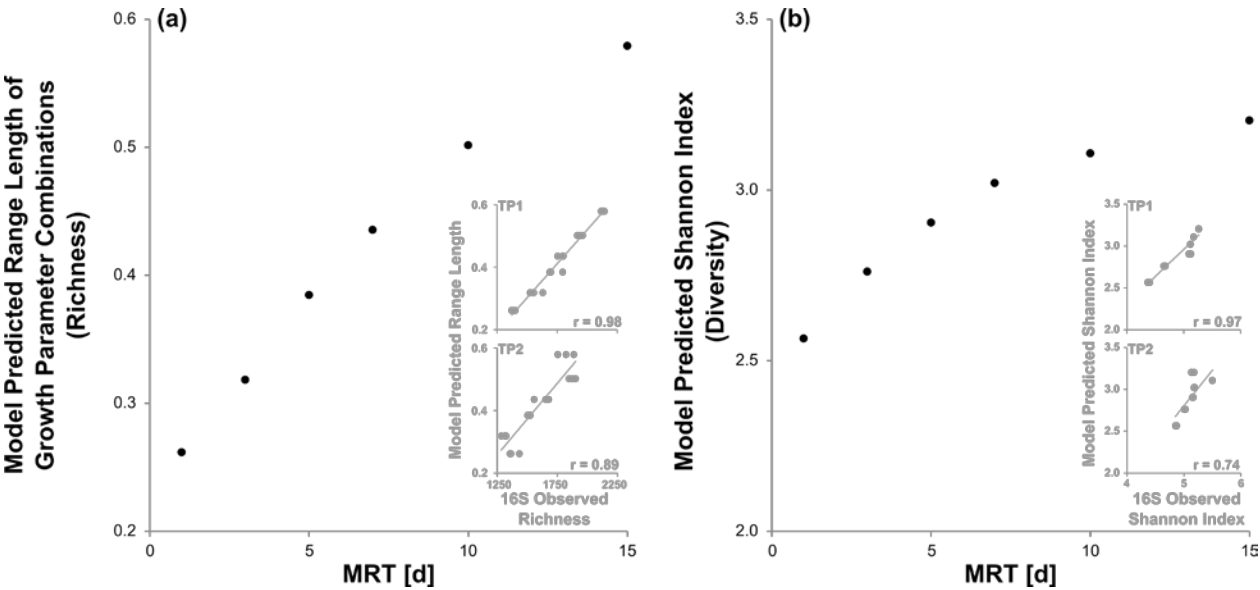 (a)
Model Predicted Range Length of
Growth Parameter Combinations
(Richness)
0.6
0.5
0.4
0.3
0.2
0
5
10
15
MRT [d]
Model Predicted Range Length
TP1
0.6
0.4
0.2
r = 0.98
TP2
0.6
0.4
0.2
r = 0.89
1250
1750
2250
16S Observed
Richness
(b)
Model Predicted Shannon Index
(Diversity)
3.5
3.0
2.5
2.0
0
5
10
15
MRT [d]
Model Predicted Shannon Index
TP1
3.5
3.0
2.5
2.0
r = 0.97
TP2
3.5
3.0
2.5
2.0
r = 0.74
4
5
6
16S Observed
Shannon Index